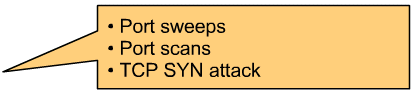 • Port sweeps
• Port scans
• TCP SYN attack